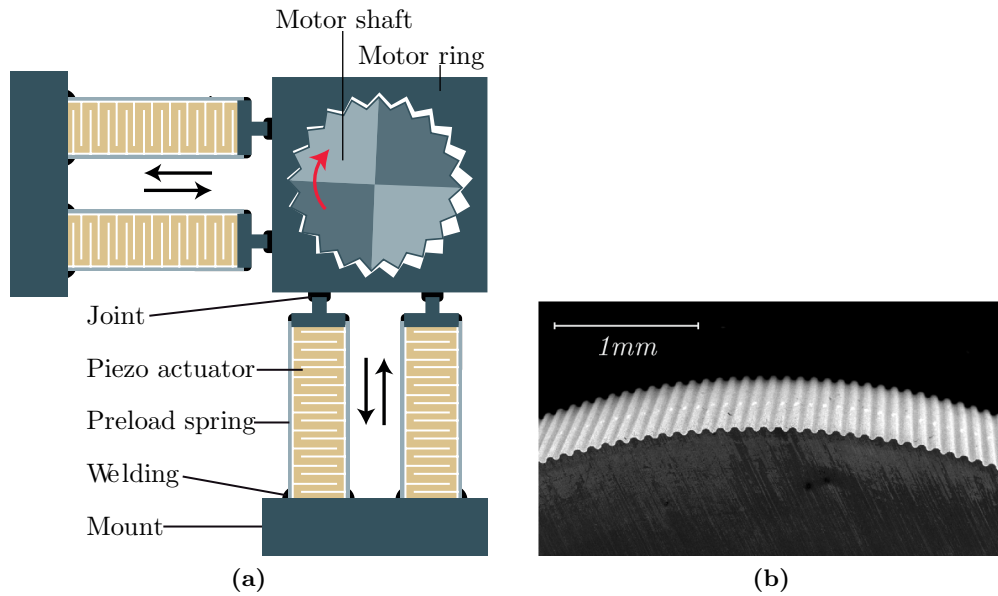 Motor shaft
Motor ring
Joint
Piezo actuator
Preload spring
Welding
Mount
1mm
(a)
(b)